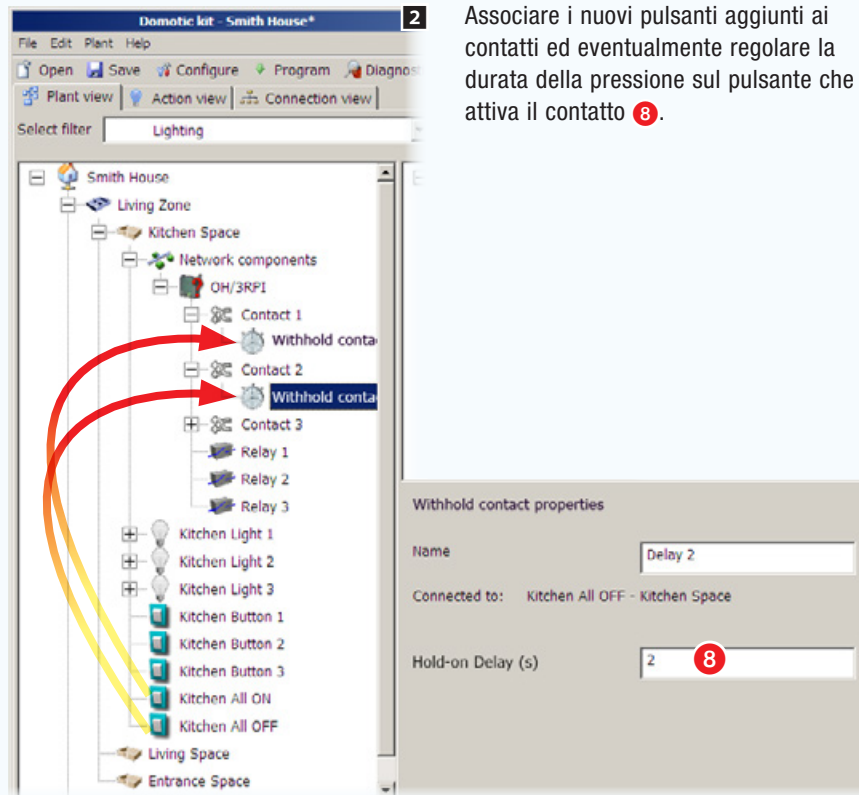 Domotic kit - Smith House*
File Edit Plant Help
Open Save Configure Program Diagnos
Plant view Action view Connection view
Select filter Lighting
Smith House
Living Zone
Kitchen Space
Network components
OH/3RPI
Contact 1
Withhold conta
Contact 2
Withhold conta
Contact 3
Relay 1
Relay 2
Relay 3
Kitchen Light 1
Kitchen Light 2
Kitchen Light 3
Kitchen Button 1
Kitchen Button 2
Kitchen Button 3
Kitchen All ON
Kitchen All OFF
Living Space
Entrance Space
2
Associare i nuovi pulsanti aggiunti ai
contatti ed eventualmente regolare la
durata della pressione sul pulsante che
attiva il contatto 8.
Withhold contact properties
Name Delay 2
Connected to: Kitchen All OFF - Kitchen Space
Hold-on Delay (s) 2 8